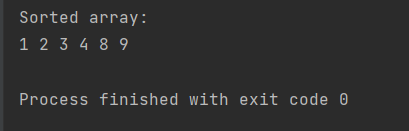 Sorted array:
1 2 3 4 8 9
Process finished with exit code 0